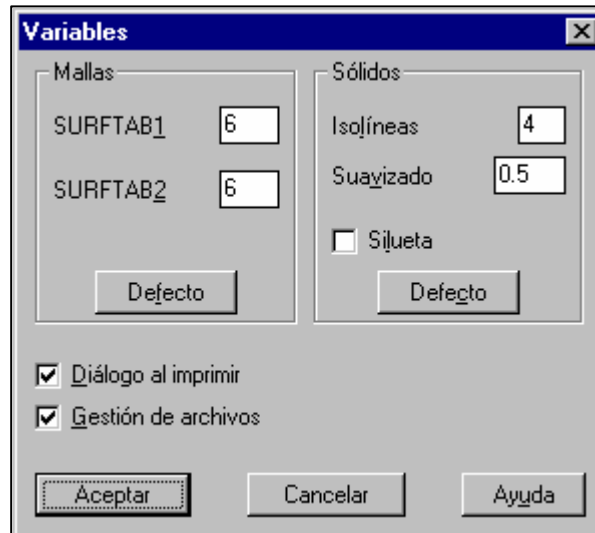 Variables
Mallas
SURFTAB1 6
SURFTAB2 6
Defecto
Sólidos
Isolíneas 4
Suavizado 0.5
Silueta
Defecto
Diálogo al imprimir
Gestión de archivos
Aceptar Cancelar Ayuda